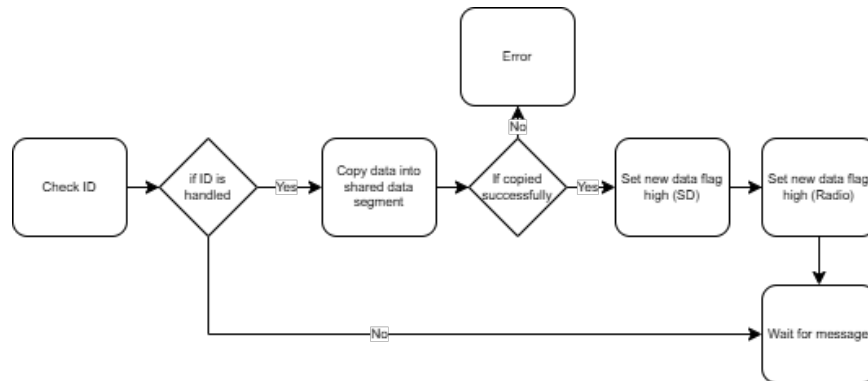 Error
No
Check ID
if ID is
handled
Yes
Copy data into
shared data
segment
If copied
successfully
Yes
Set new data flag
high (SD)
Set new data flag
high (Radio)
No
Wait for message